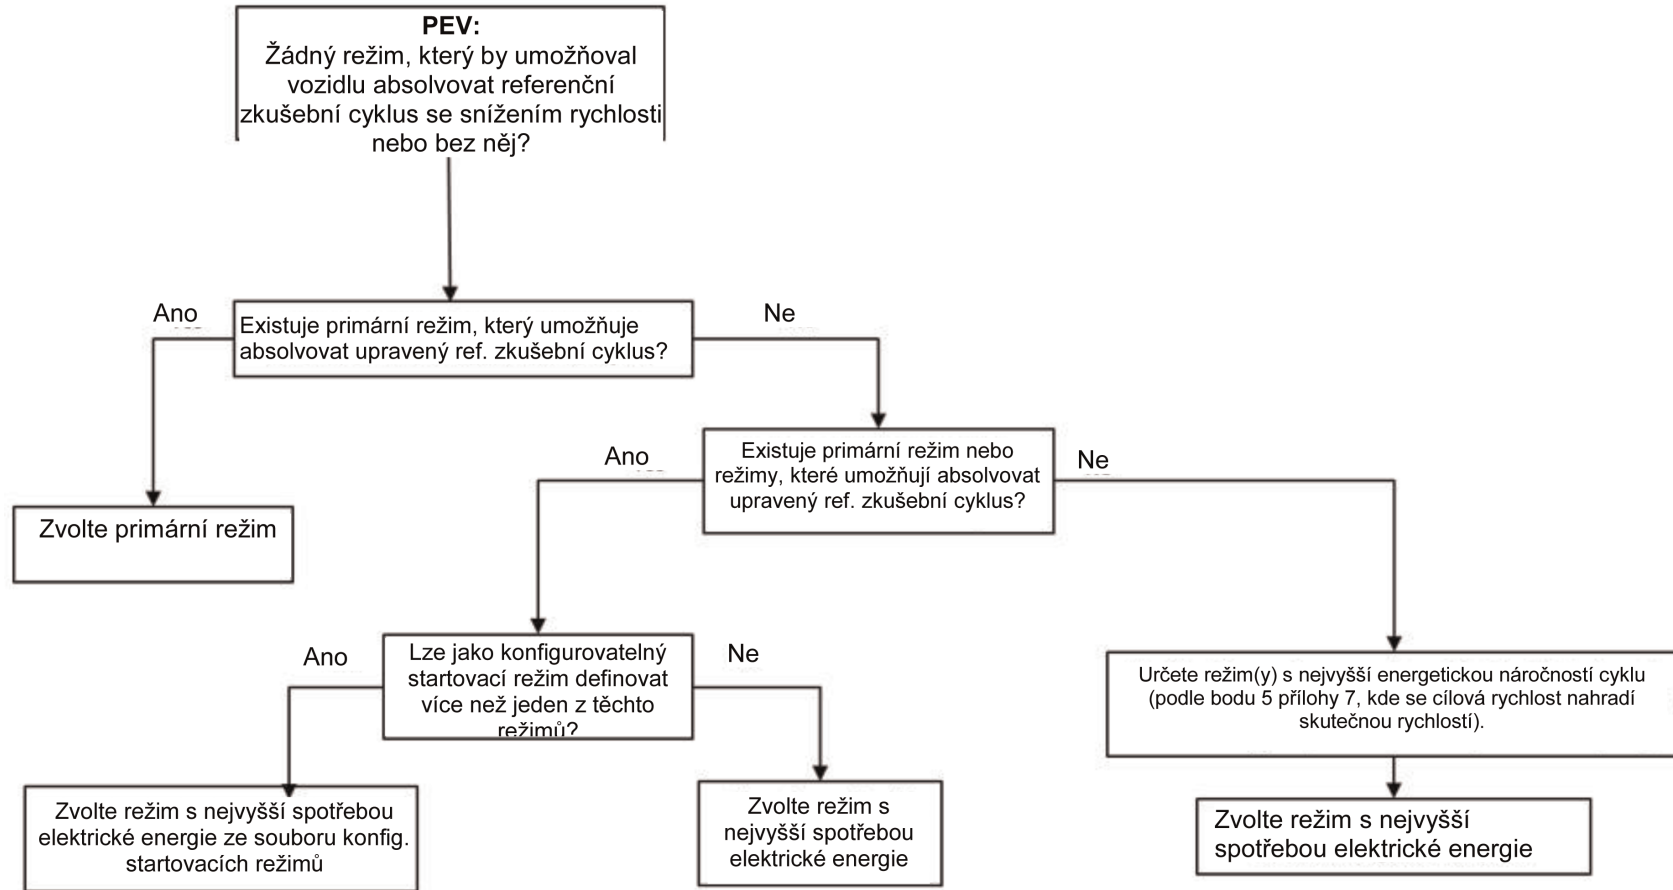 PEV:
Žádný režim, který by umožňoval
vozidlu absolvovat referenční
zkušební cyklus se snížením rychlosti
nebo bez něj?
Ano
Ne
Existuje primární režim, který umožňuje
absolvovat upravený ref. zkušební cyklus?
Ano
Ne
Existuje primární režim nebo
režimy, které umožňují absolvovat
upravený ref. zkušební cyklus?
Zvolte primární režim
Ano
Ne
Lze jako konfigurovatelný
startovací režim definovat
více než jeden z těchto
režimů?
Určete režim(y) s nejvyšší energetickou náročností cyklu
(podle bodu 5 přílohy 7, kde se cílová rychlost nahradí
skutečnou rychlostí).
Zvolte režim s nejvyšší spotřebou
elektrické energie ze souboru konfig.
startovacích režimů
Zvolte režim s
nejvyšší spotřebou
elektrické energie
Zvolte režim s nejvyšší
spotřebou elektrické energie